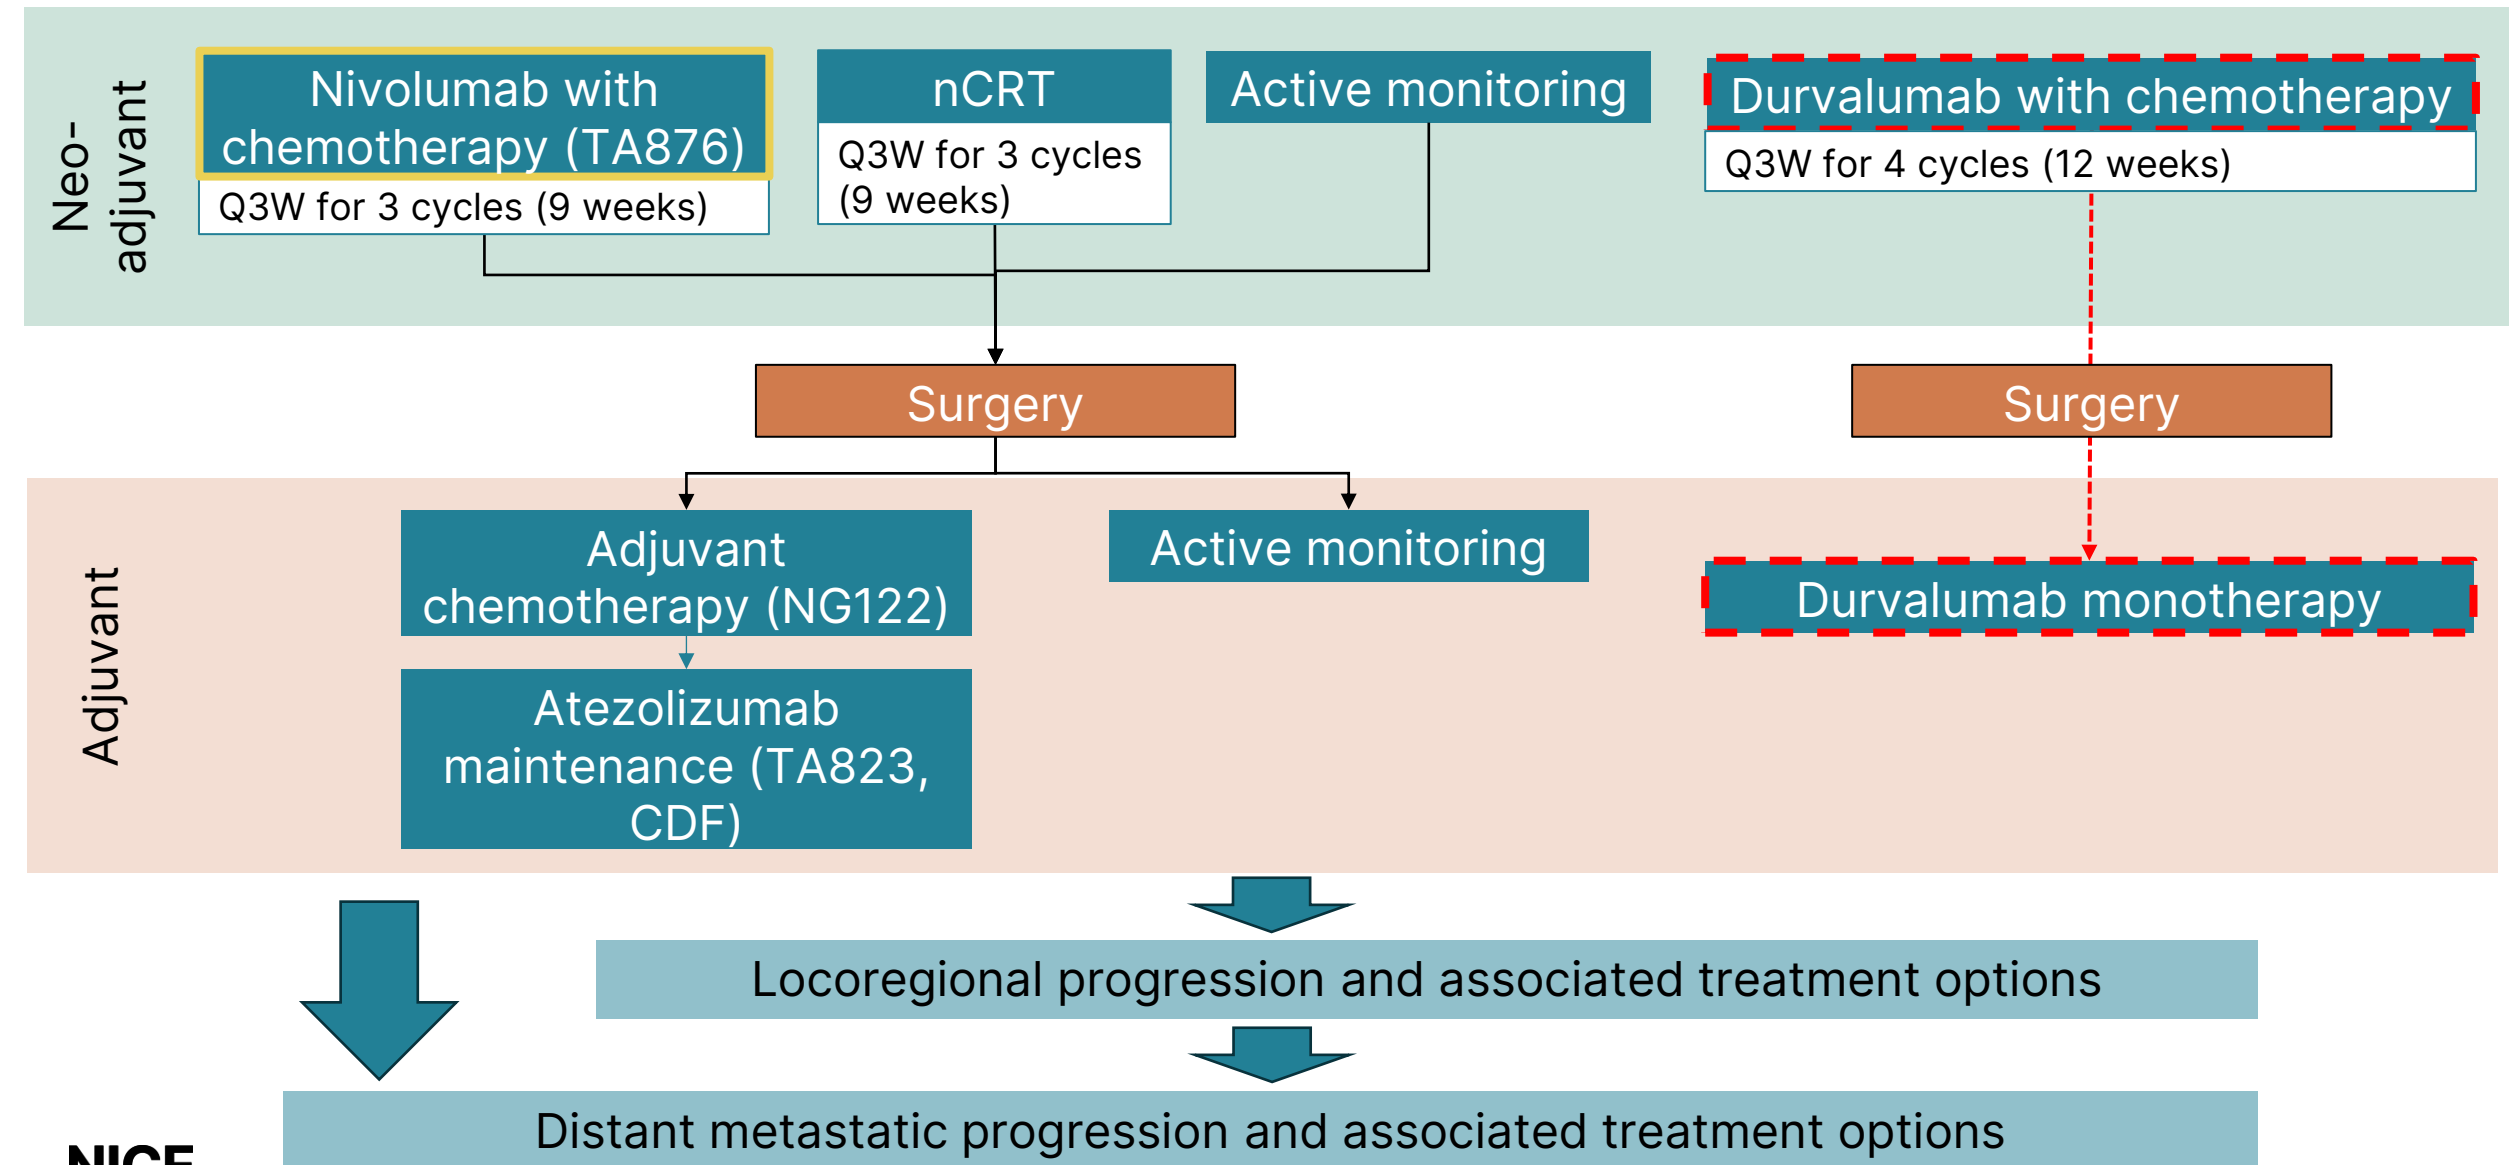 Neo-
adjuvant
Nivolumab with
chemotherapy (TA876)
Q3W for 3 cycles (9 weeks)
nCRT
Q3W for 3 cycles
(9 weeks)
Active monitoring
Durvalumab with chemotherapy
Q3W for 4 cycles (12 weeks)
Surgery
Surgery
Adjuvant
Adjuvant
chemotherapy (NG122)
Active monitoring
Durvalumab monotherapy
Atezolizumab
maintenance (TA823,
CDF)
Locoregional progression and associated treatment options
Distant metastatic progression and associated treatment options
NICE